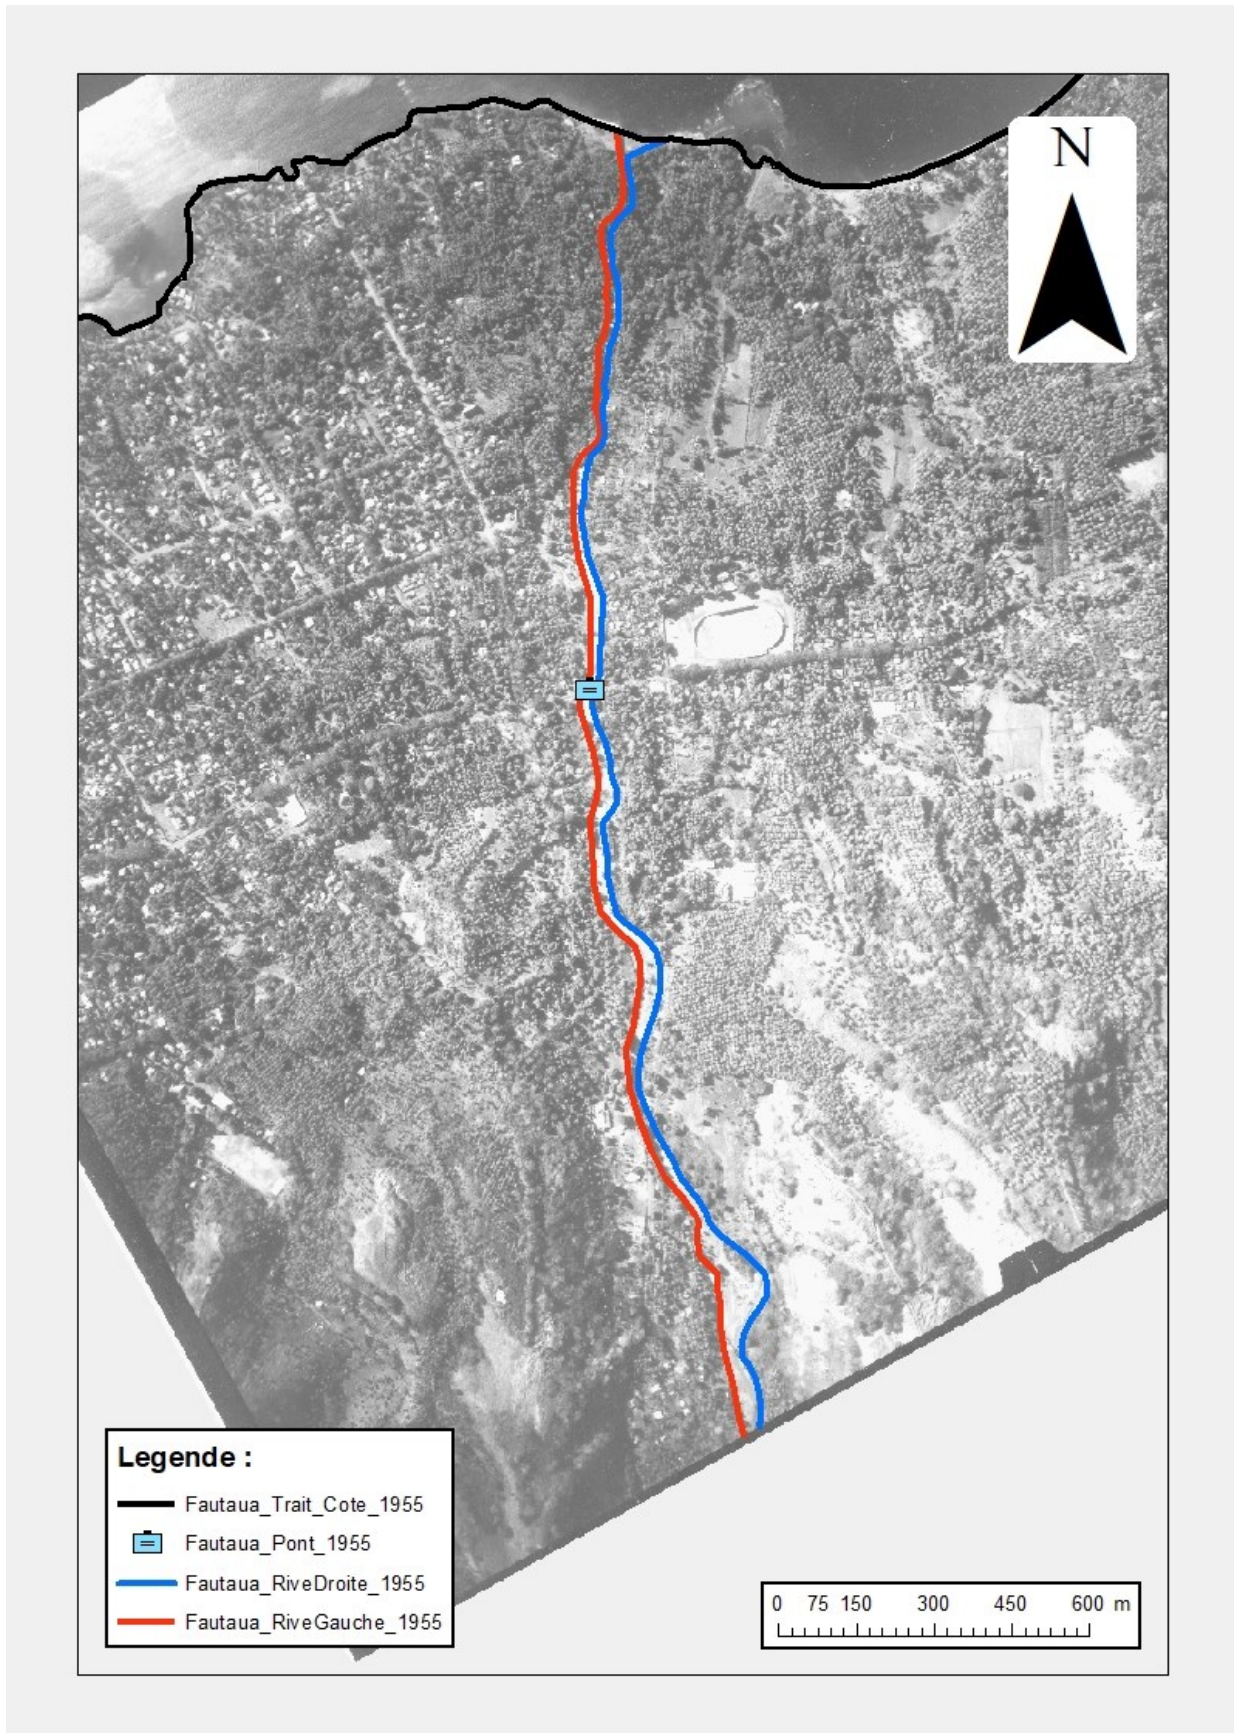 N
Legende :
Fautaua_Trait_Cote_1955
Fautaua_Pont_1955
Fautaua_RiveDroite_1955
Fautaua_RiveGauche_1955
0 75 150 300 450 600 m